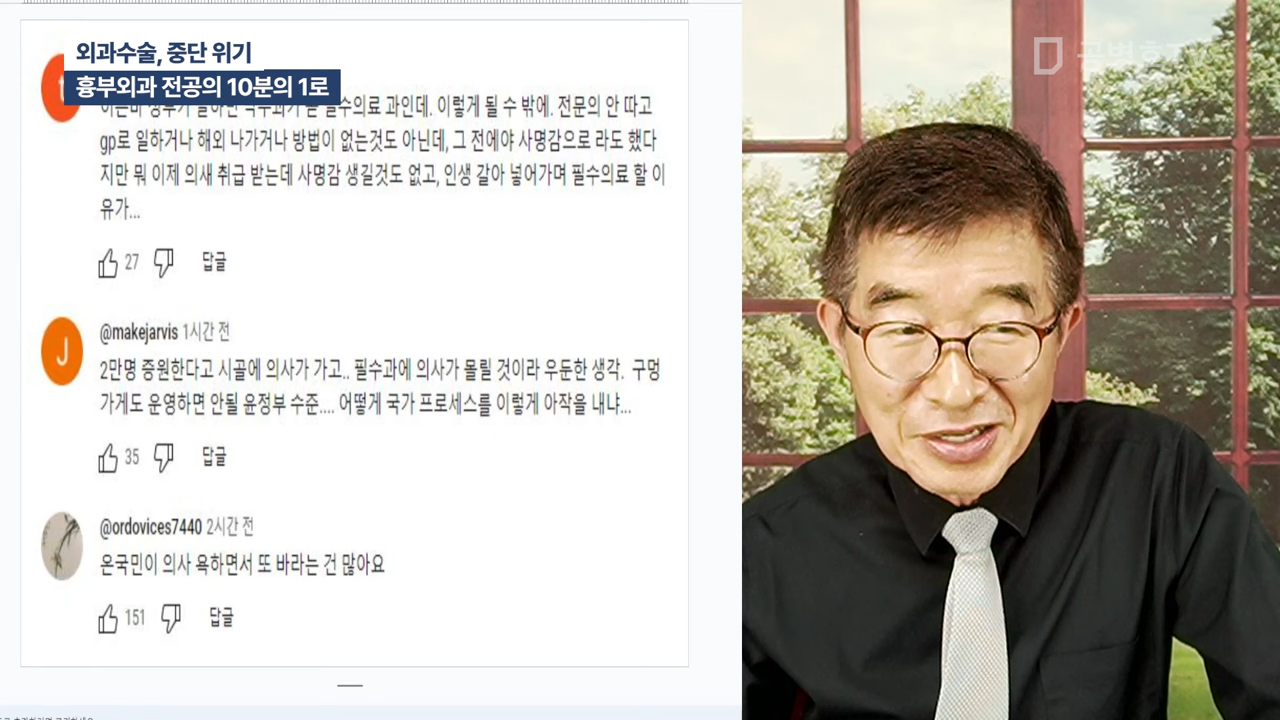 외과수술, 중단 위기
흉부외과 전공의 10분의 1로
필수의료 과인데. 이렇게 될 수 밖에. 전문의 안 따고
gp로 일하거나 해외 나가거나 방법이 없는것도 아닌데, 그 전에야 사명감으로 라도 했다
지만 뭐 이제 의새 취급 받는데 사명감 생길것도 없고, 인생 갈아 넣어가며 필수의료 할 이
유가...
27 답글
@makejarvis 1시간 전
J
2만명 증원한다고 시골에 의사가 가고.. 필수과에 의사가 몰릴 것이라 우둔한 생각. 구멍
가게도 운영하면 안될 윤정부 수준.... 어떻게 국가 프로세스를 이렇게 아작을 내냐...
35 답글
@ordovices7440 2시간 전
온국민이 의사 욕하면서 또 바라는 건 많아요
151 답글